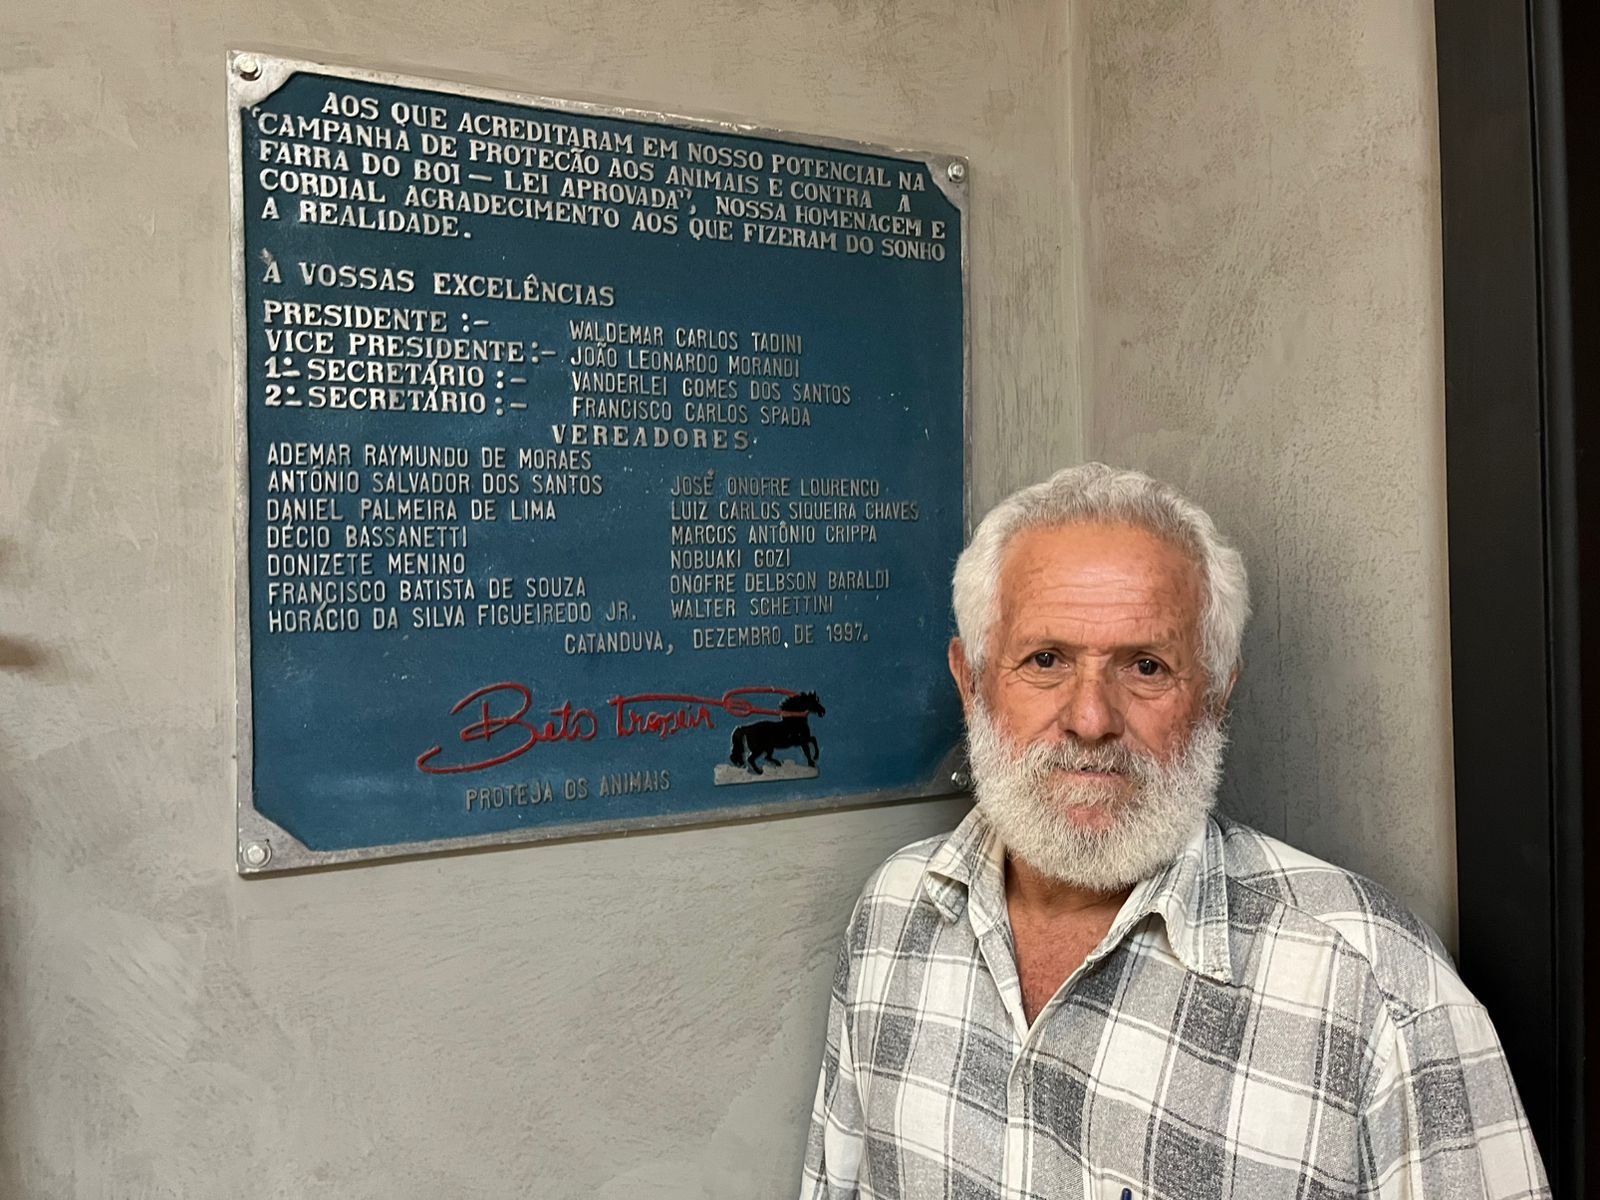 AOS QUE ACREDITARAM EM NOSSO POTENCIAL NA
"CAMPANHA DE PROTECÃO AOS ANIMAIS E CONTRA A
FARRA DO BOI — LEI APROVADA", NOSSA HOMENAGEM E
CORDIAL AGRADECIMENTO AOS QUE FIZERAM DO SONHO
A REALIDADE.
À VOSSAS EXCELÊNCIAS
PRESIDENTE :- WALDEMAR CARLOS TADINI
VICE PRESIDENTE :- JOÃO LEONARDO MORANDI
1º SECRETÁRIO :- VANDERLEI GOMES DOS SANTOS
2º SECRETÁRIO :- FRANCISCO CARLOS SPADA
VEREADORES
ADEMAR RAYMUNDO DE MORAES
ANTÔNIO SALVADOR DOS SANTOS
DANIEL PALMEIRA DE LIMA
DÉCIO BASSANETTI
DONIZETE MENINO
FRANCISCO BATISTA DE SOUZA
HORÁCIO DA SILVA FIGUEIREDO JR.
JOSÉ ONOFRE LOURENCO
LUIZ CARLOS SIQUEIRA CHAVES
MARCOS ANTÔNIO CRIPPA
NOBUAKI GOZI
ONOFRE DELBSON BARALDI
WALTER SCHETTINI
CATANDUVA, DEZEMBRO, DE 1997.
Beto Tropeir
PROTEJA OS ANIMAIS